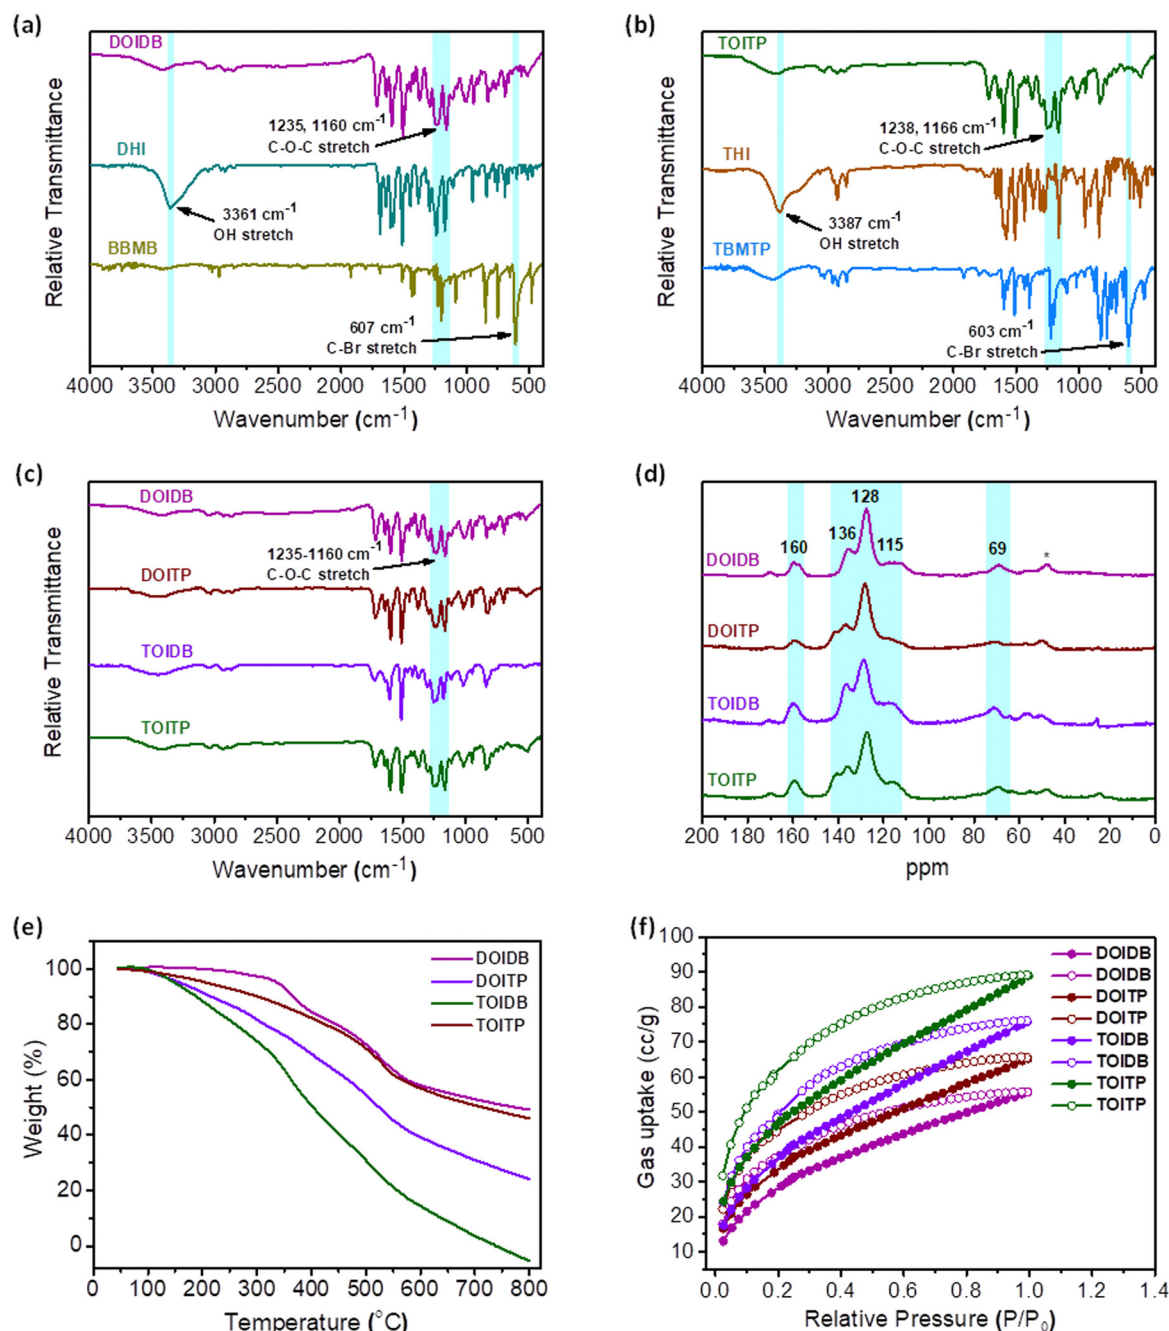 (a)
DOIDB
1235, 1160 cm-1
C-O-C stretch
DHI
3361 cm-1
OH stretch
BBMB
607 cm-1
C-Br stretch
Relative Transmittance
4000 3500 3000 2500 2000 1500 1000 500
Wavenumber (cm-1)
(b)
TOITP
1238, 1166 cm-1
C-O-C stretch
THI
3387 cm-1
OH stretch
TBMTP
603 cm-1
C-Br stretch
Relative Transmittance
4000 3500 3000 2500 2000 1500 1000 500
Wavenumber (cm-1)
(c)
DOIDB
1235-1160 cm-1
C-O-C stretch
DOITP
TOIDB
TOITP
Relative Transmittance
4000 3500 3000 2500 2000 1500 1000 500
Wavenumber (cm-1)
(d)
128
136
160
115
69
*
DOIDB
DOITP
TOIDB
TOITP
200 180 160 140 120 100 80 60 40 20 0
ppm
(e)
DOIDB
DOITP
TOIDB
TOITP
100
80
60
40
20
0
Weight (%)
0 100 200 300 400 500 600 700 800
Temperature (°C)
(f)
DOIDB
DOIDB
DOITP
DOITP
TOIDB
TOIDB
TOITP
TOITP
100
90
80
70
60
50
40
30
20
10
Gas uptake (cc/g)
0.0 0.2 0.4 0.6 0.8 1.0 1.2 1.4
Relative Pressure (P/P0)